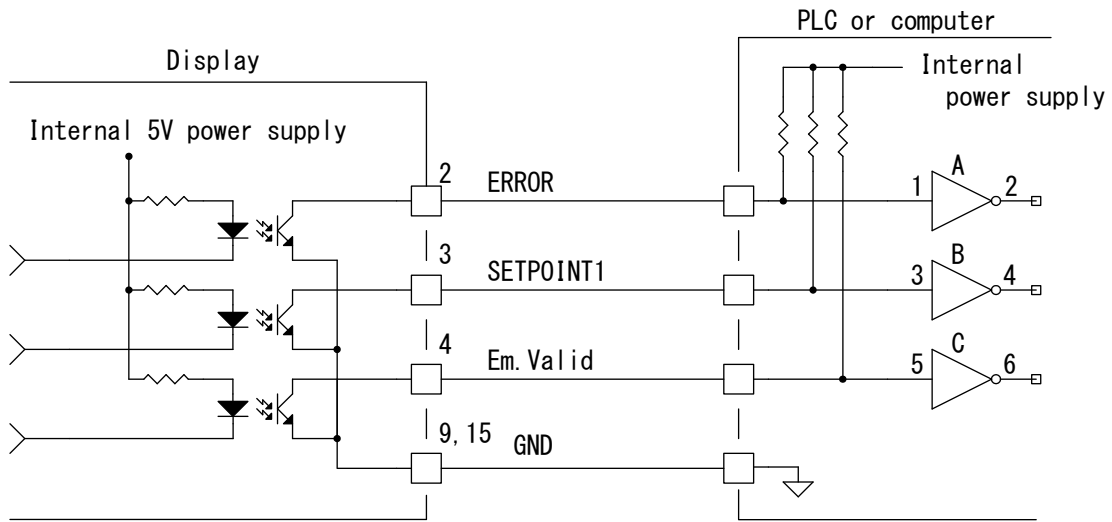 PLC or computer
Display
Internal
power supply
Internal 5V power supply
2
ERROR
1
A
2
3
SETPOINT1
3
B
4
4
Em.Valid
5
C
6
9,15
GND